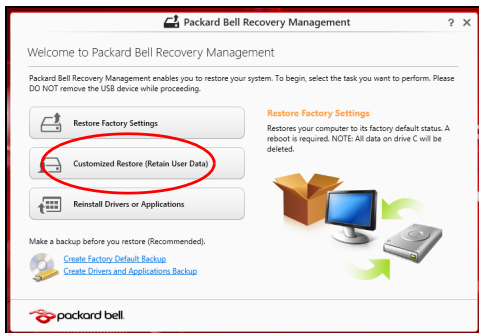 Packard Bell Recovery Management
? X
Welcome to Packard Bell Recovery Management
Packard Bell Recovery Management enables you to restore your system. To begin, select the task you want to perform. Please
DO NOT remove the USB device while proceeding.
Restore Factory Settings
Customized Restore (Retain User Data)
Reinstall Drivers or Applications
Restore Factory Settings
Restores your computer to its factory default status. A
reboot is required. NOTE: All data on drive C will be
deleted.
Make a backup before you restore (Recommended).
Create Factory Default Backup
Create Drivers and Applications Backup
packard bell